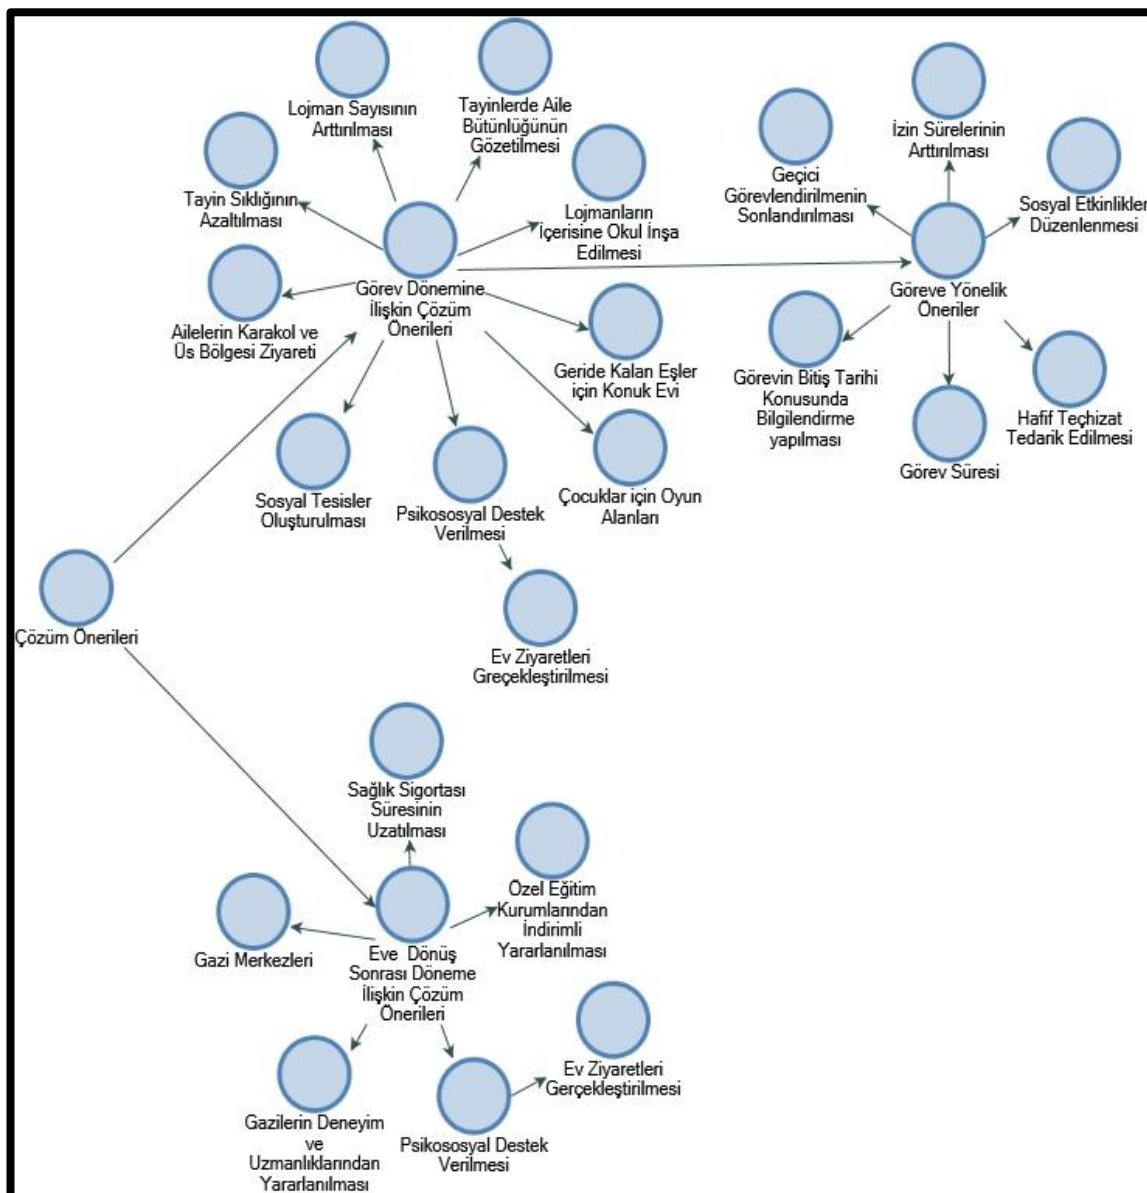 Lojman Sayısının
Arttırılması
Tayinlerde Aile
Bütünlüğünün
Gözetilmesi
İzin Sürelerinin
Arttırılması
Tayin Sıklığının
Azaltılması
Lojmanların
İçerisine Okul İnşa
Edilmesi
Geçici
Görevlendirilmenin
Sonlandırılması
Sosyal Etkinlikler
Düzenlenmesi
Görev Dönemine
İlişkin Çözüm
Önerileri
Göreve Yönelik
Öneriler
Ailelerin Karakol ve
Üs Bölgesi Ziyareti
Geride Kalan Eşler
için Konuk Evi
Görevin Bitiş Tarihi
Konusunda
Bilgilendirme
yapılması
Hafif Teçhizat
Tedarik Edilmesi
Görev Süresi
Sosyal Tesisler
Oluşturulması
Psikososyal Destek
Verilmesi
Çocuklar için Oyun
Alanları
Çözüm Önerileri
Ev Ziyaretleri
Greçekleştirilmesi
Sağlık Sigortası
Süresinin
Uzatılması
Özel Eğitim
Kurumlarından
İndirimli
Yararlanılması
Gazi Merkezleri
Eve Dönüş
Sonrası Döneme
İlişkin Çözüm
Önerileri
Ev Ziyaretleri
Gerçekleştirilmesi
Gazilerin Deneyim
ve
Uzmanlıklarından
Yararlanılması
Psikososyal Destek
Verilmesi